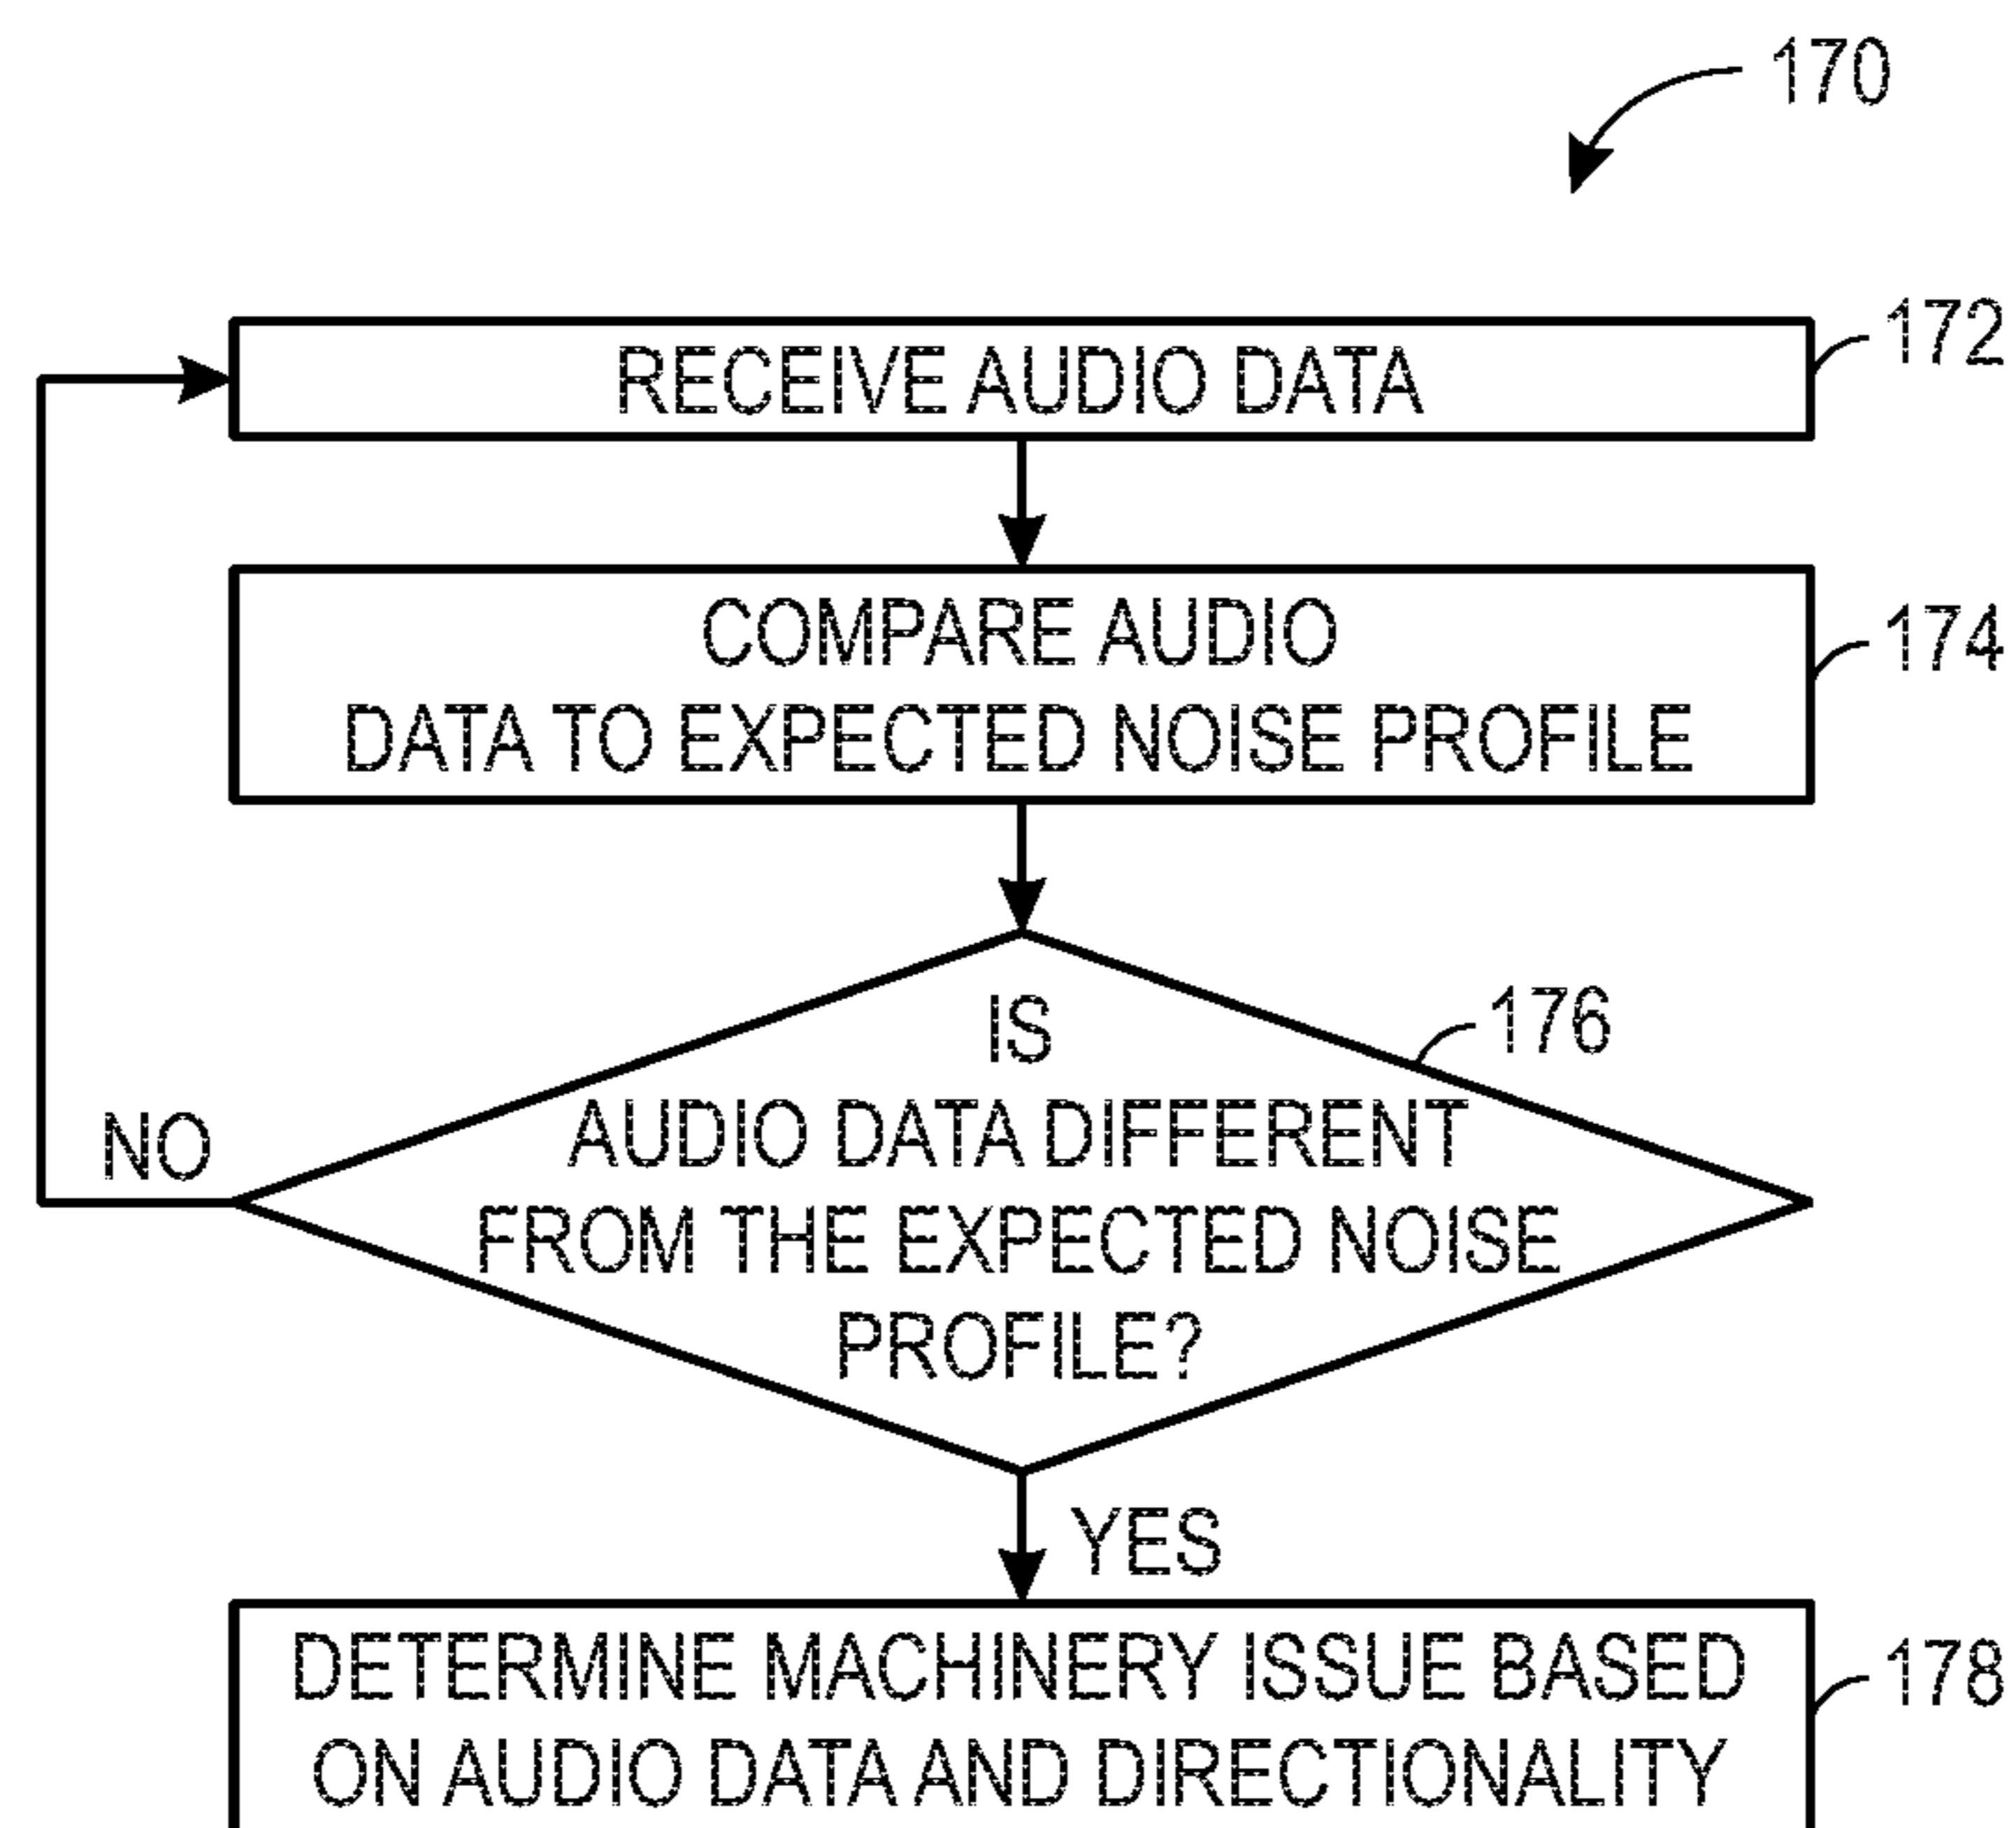 170
RECEIVE AUDIO DATA
172
COMPARE AUDIO
DATA TO EXPECTED NOISE PROFILE
174
IS
AUDIO DATA DIFFERENT
FROM THE EXPECTED NOISE
PROFILE?
176
NO
YES
DETERMINE MACHINERY ISSUE BASED
ON AUDIO DATA AND DIRECTIONALITY
178